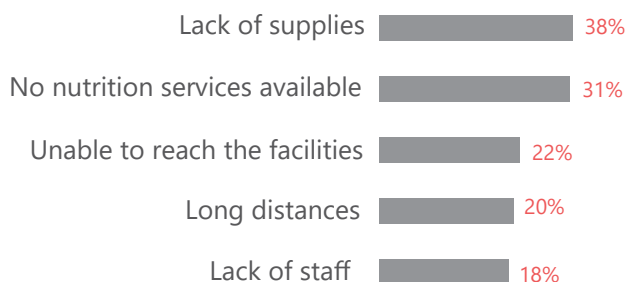 Lack of supplies 38%
No nutrition services available 31%
Unable to reach the facilities 22%
Long distances 20%
Lack of staff 18%